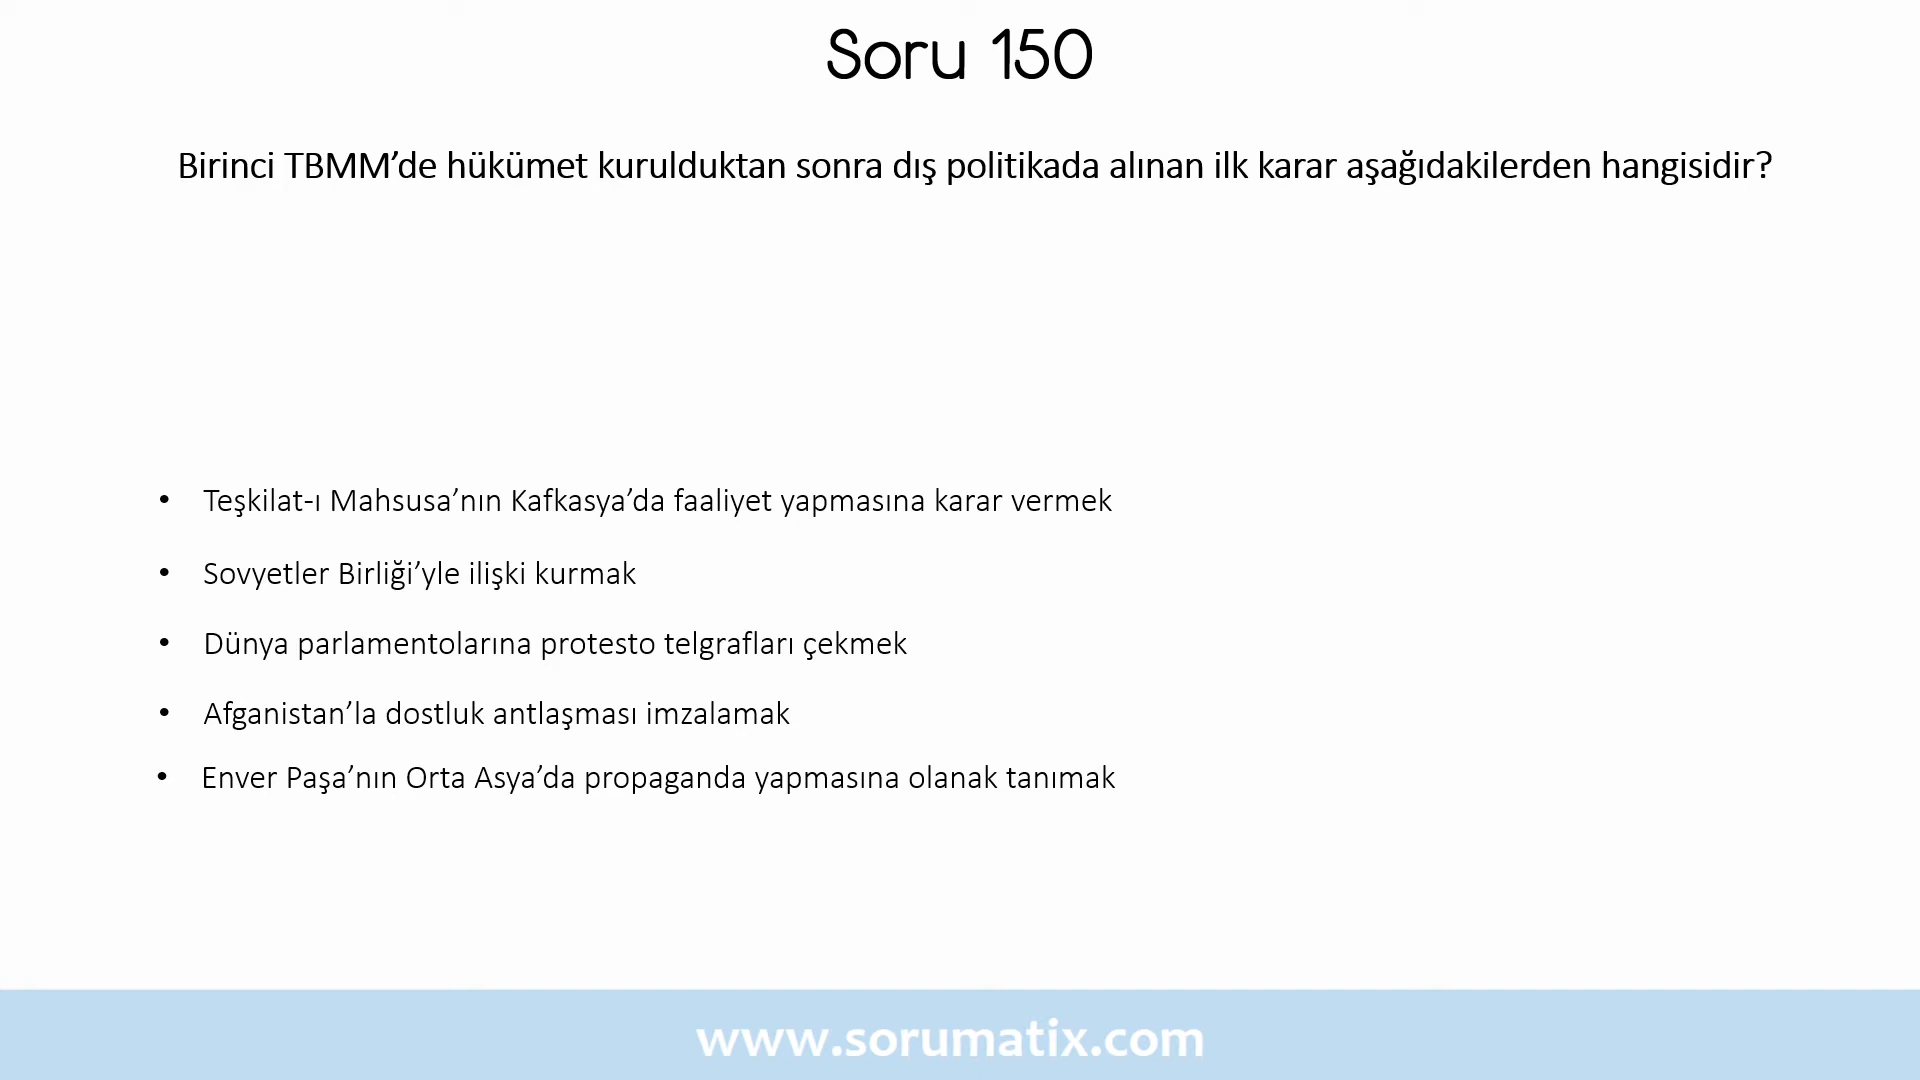 Soru 150
Birinci TBMM’de hükümet kurulduktan sonra dış politikada alınan ilk karar aşağıdakilerden hangisidir?
• Teşkilat-ı Mahsusa’nın Kafkasya’da faaliyet yapmasına karar vermek
• Sovyetler Birliği’yle ilişki kurmak
• Dünya parlamentolarına protesto telgrafları çekmek
• Afganistan’la dostluk antlaşması imzalamak
• Enver Paşa’nın Orta Asya’da propaganda yapmasına olanak tanımak
www.sorumatix.com